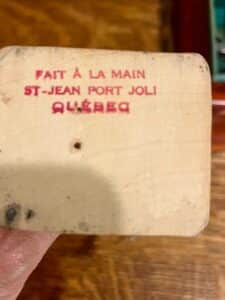 FAIT À LA MAIN
ST-JEAN PORT JOLI
QUÉBEC